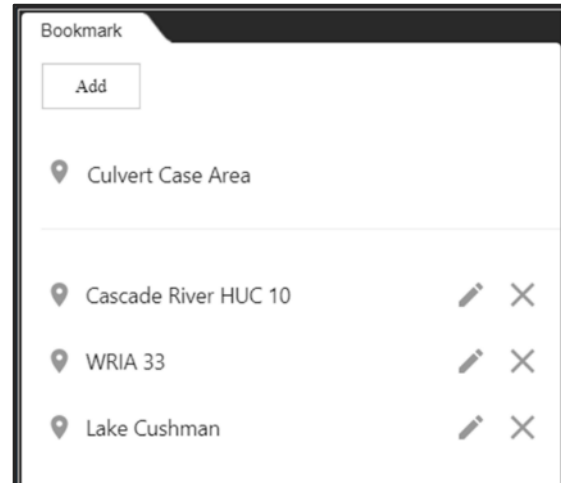 Bookmark
Add
Culvert Case Area
Cascade River HUC 10
WRIA 33
Lake Cushman